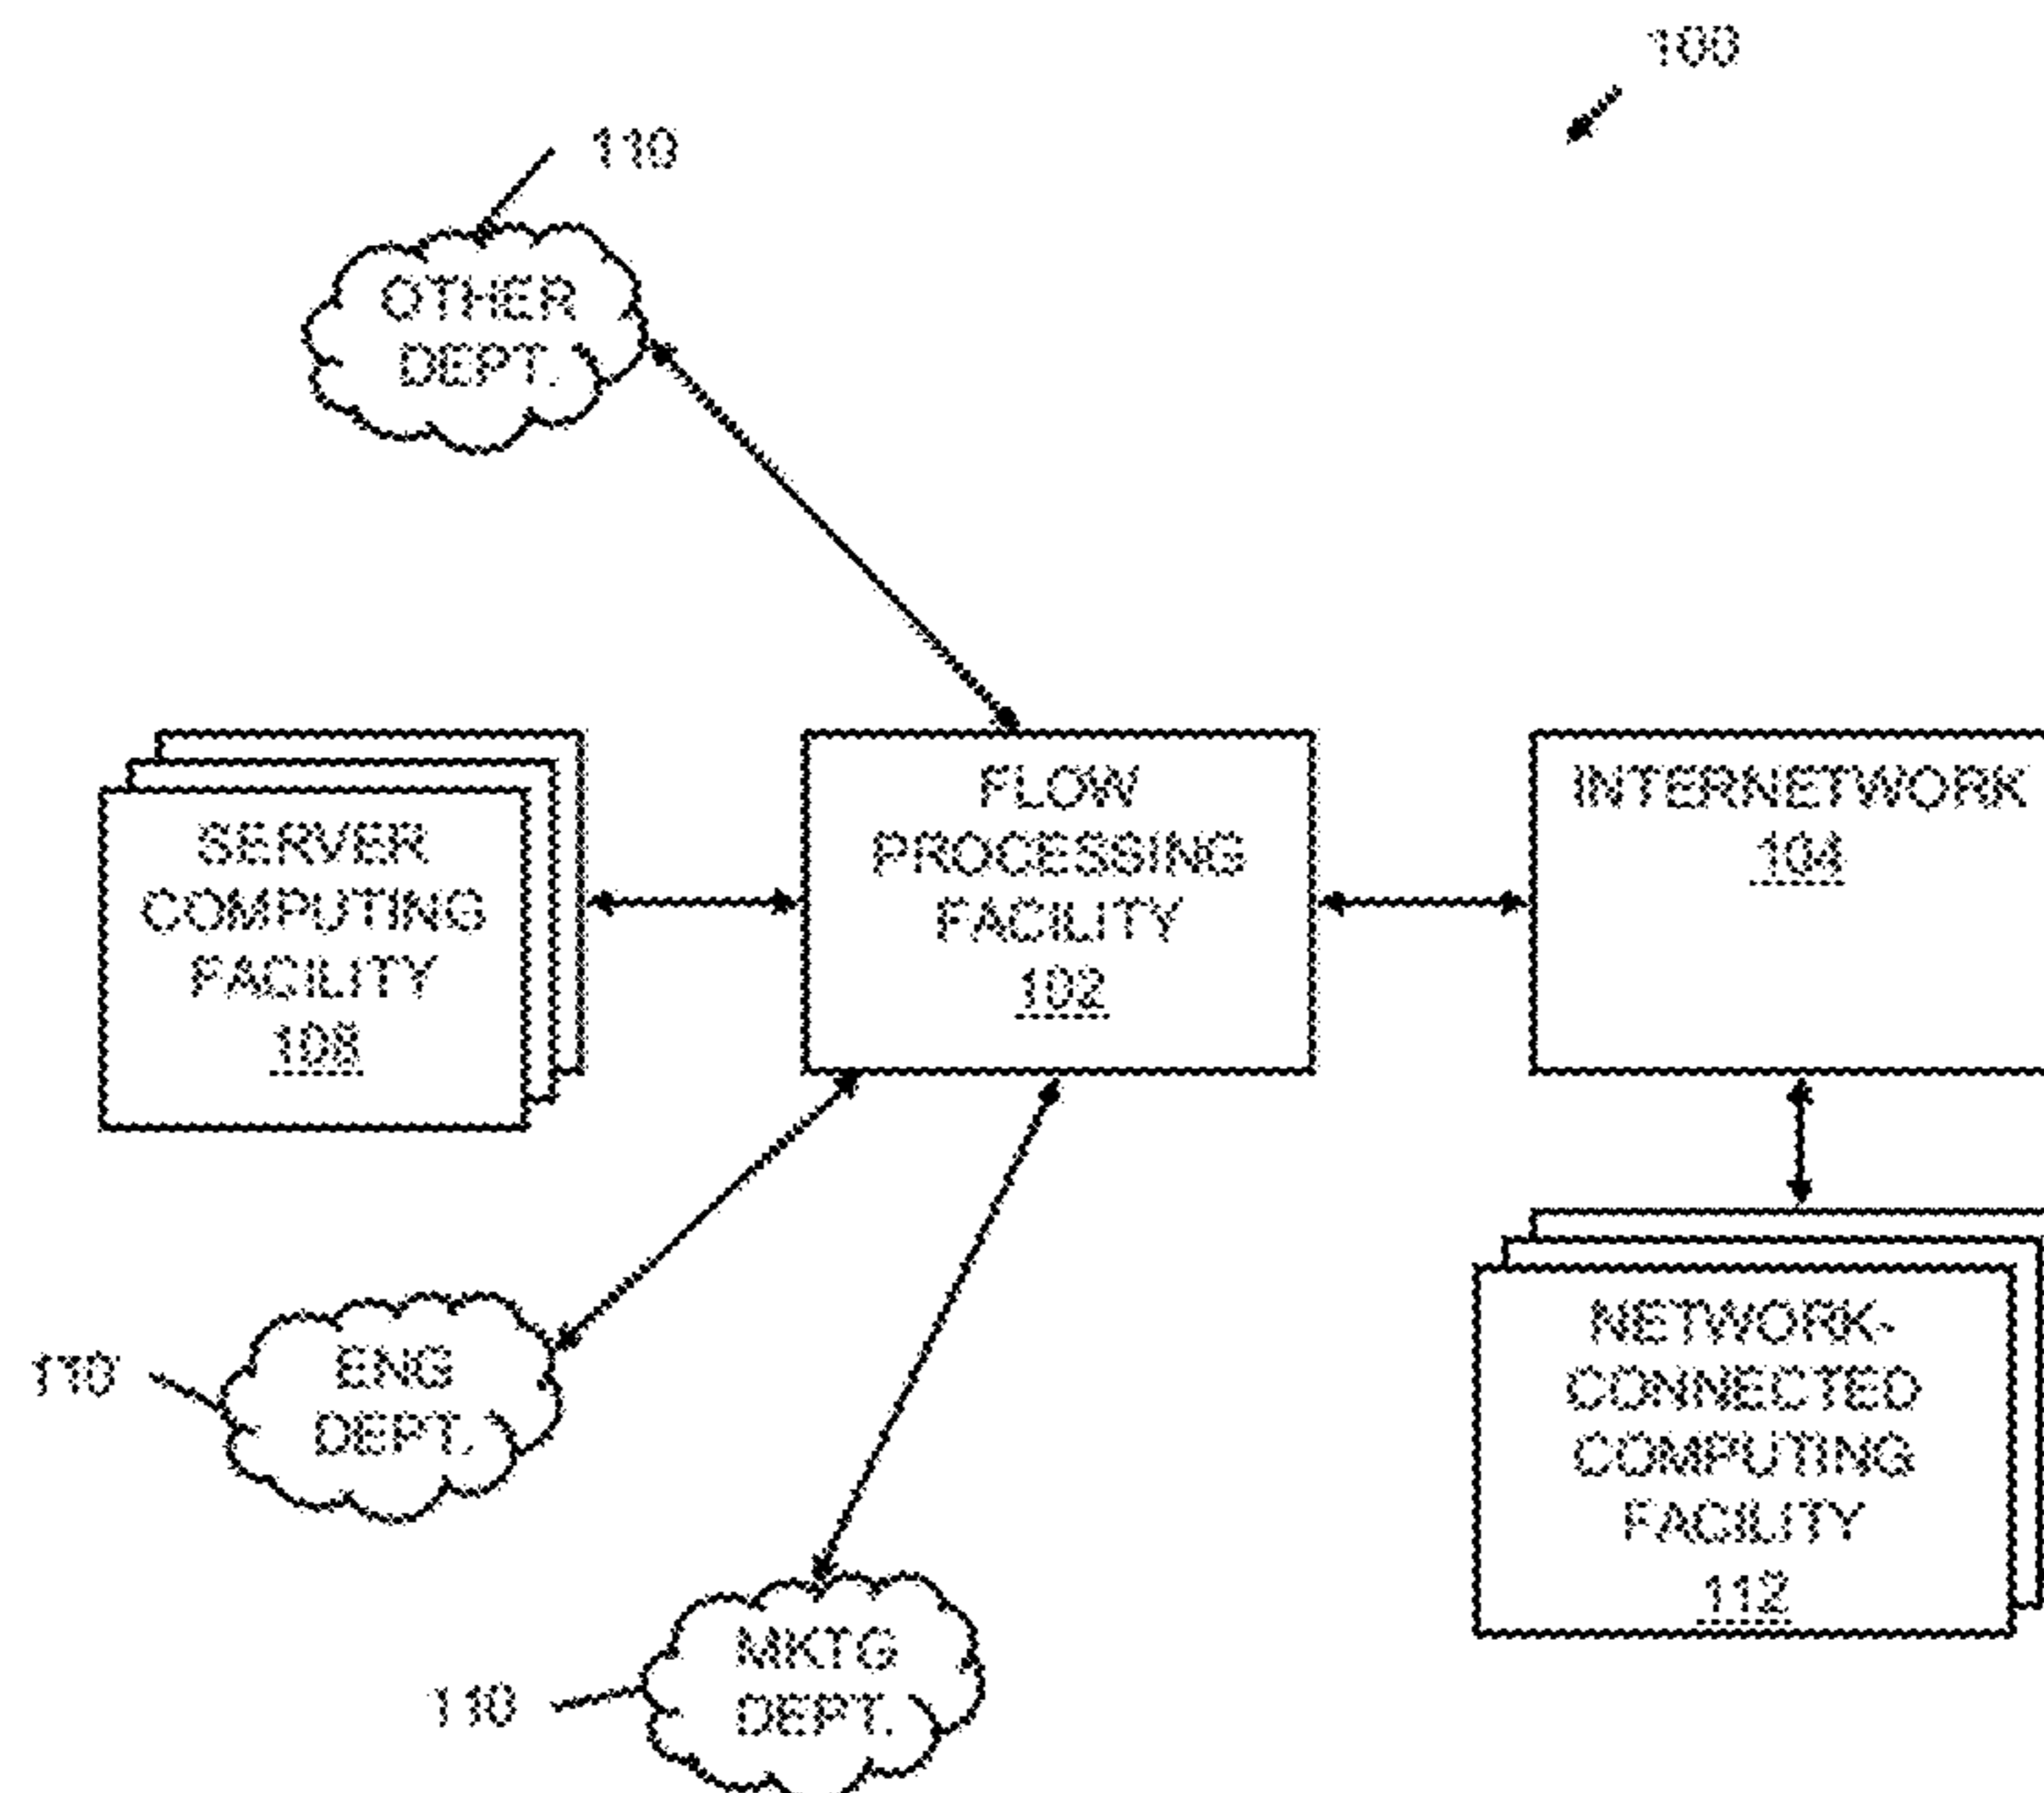 100
110
OTHER
DEPT.
SERVER
COMPUTING
FACILITY
108
FLOW
PROCESSING
FACILITY
102
INTERNETWORK
104
110
ENG
DEPT.
NETWORK-
CONNECTED
COMPUTING
FACILITY
112
110
MKTG
DEPT.